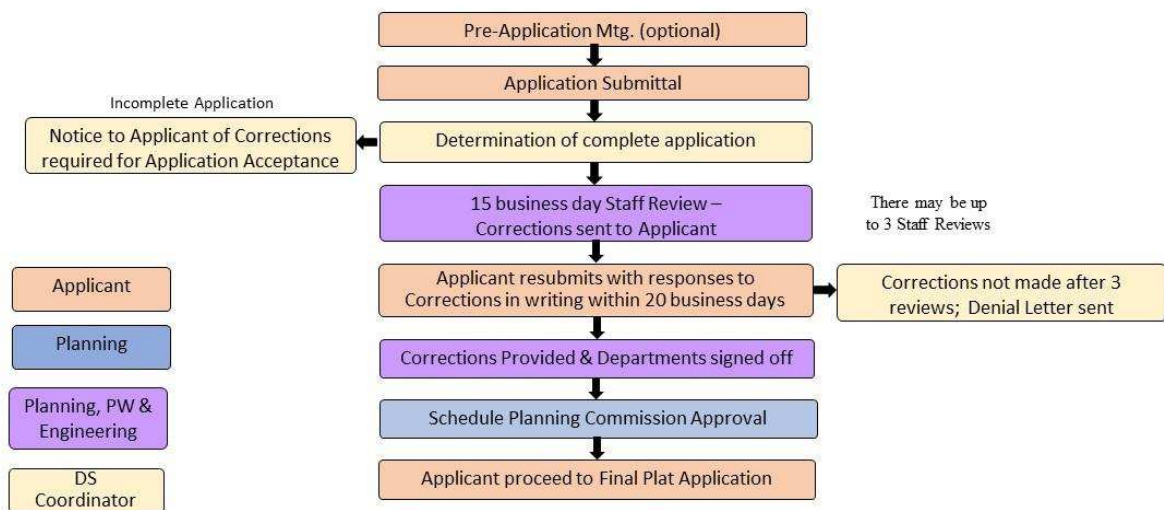 Pre-Application Mtg. (optional)
Application Submittal
Incomplete Application
Notice to Applicant of Corrections
required for Application Acceptance
Determination of complete application
15 business day Staff Review –
Corrections sent to Applicant
There may be up
to 3 Staff Reviews
Applicant resubmits with responses to
Corrections in writing within 20 business days
Corrections not made after 3
reviews; Denial Letter sent
Corrections Provided & Departments signed off
Schedule Planning Commission Approval
Applicant proceed to Final Plat Application
Applicant
Planning
Planning, PW &
Engineering
DS
Coordinator